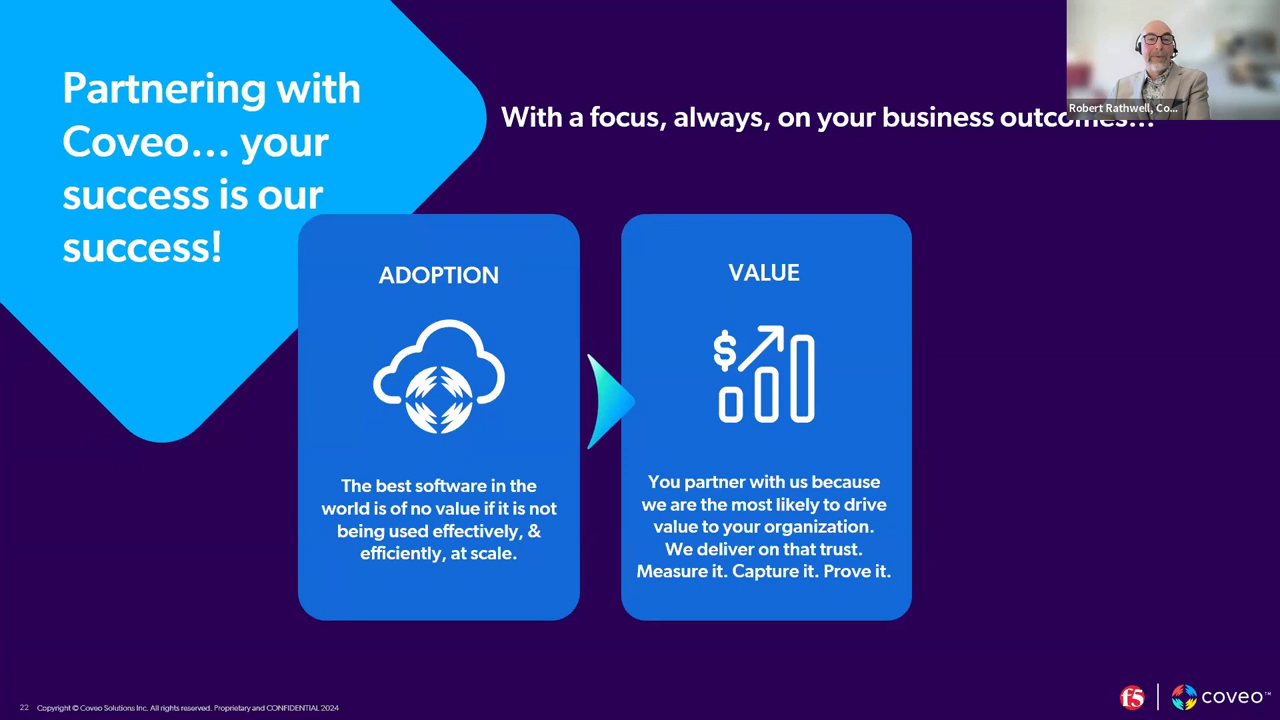 Partnering with
Coveo... your
success is our
success!
With a focus, always, on your business outcomes...
Robert Rathwell, Co...
ADOPTION
The best software in the
world is of no value if it is not
being used effectively, &
efficiently, at scale.
VALUE
$
You partner with us because
we are the most likely to drive
value to your organization.
We deliver on that trust.
Measure it. Capture it. Prove it.
22 Copyright © Coveo Solutions Inc. All rights reserved. Proprietary and CONFIDENTIAL 2024
f5
coveo™